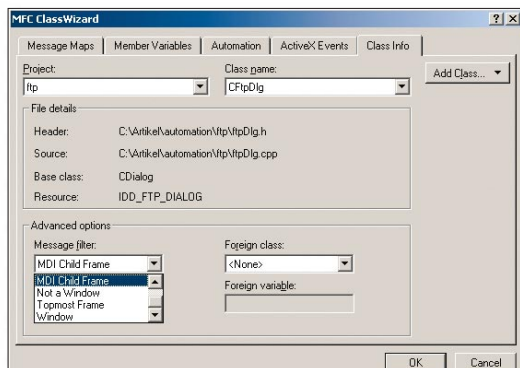 MFC ClassWizard
Message Maps
Member Variables
Automation
ActiveX Events
Class Info
Project:
Class name:
ftp
CFtpDlg
Add Class...
File details
Header: C:\Artikel\automation\ftp\ftpDlg.h
Source: C:\Artikel\automation\ftp\ftpDlg.cpp
Base class: CDialog
Resource: IDD_FTP_DIALOG
Advanced options
Message filter:
Foreign class:
MDI Child Frame
<None>
MDI Child Frame
Not a Window
Topmost Frame
Window
Foreign variable:
OK
Cancel